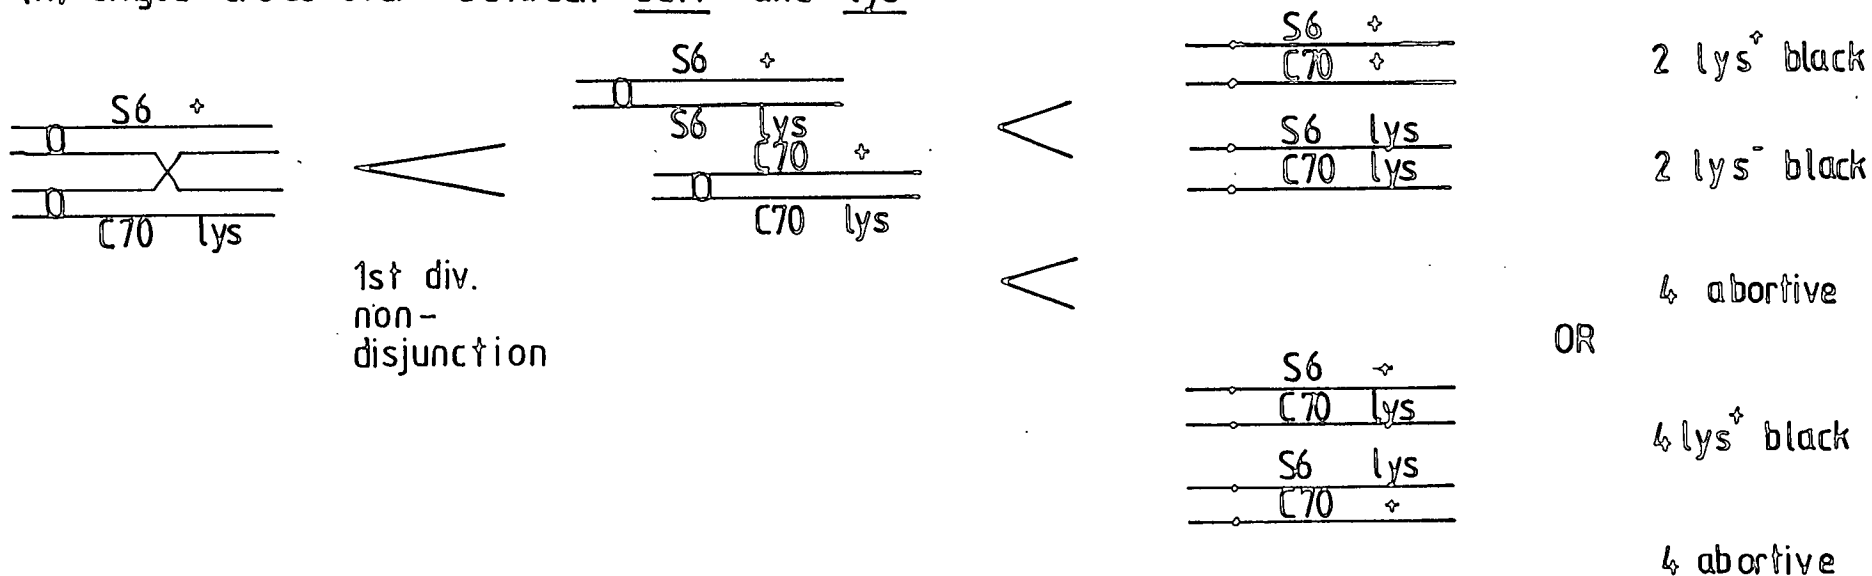 S6 +
C70 lys
1st div.
non-
disjunction
S6 +
S6 lys
C70 +
C70 lys
S6 +
C70 +
S6 lys
C70 lys
S6 +
C70 lys
S6 lys
C70 +
2 lys+ black
2 lys- black
4 abortive
OR
4 lys+ black
4 abortive